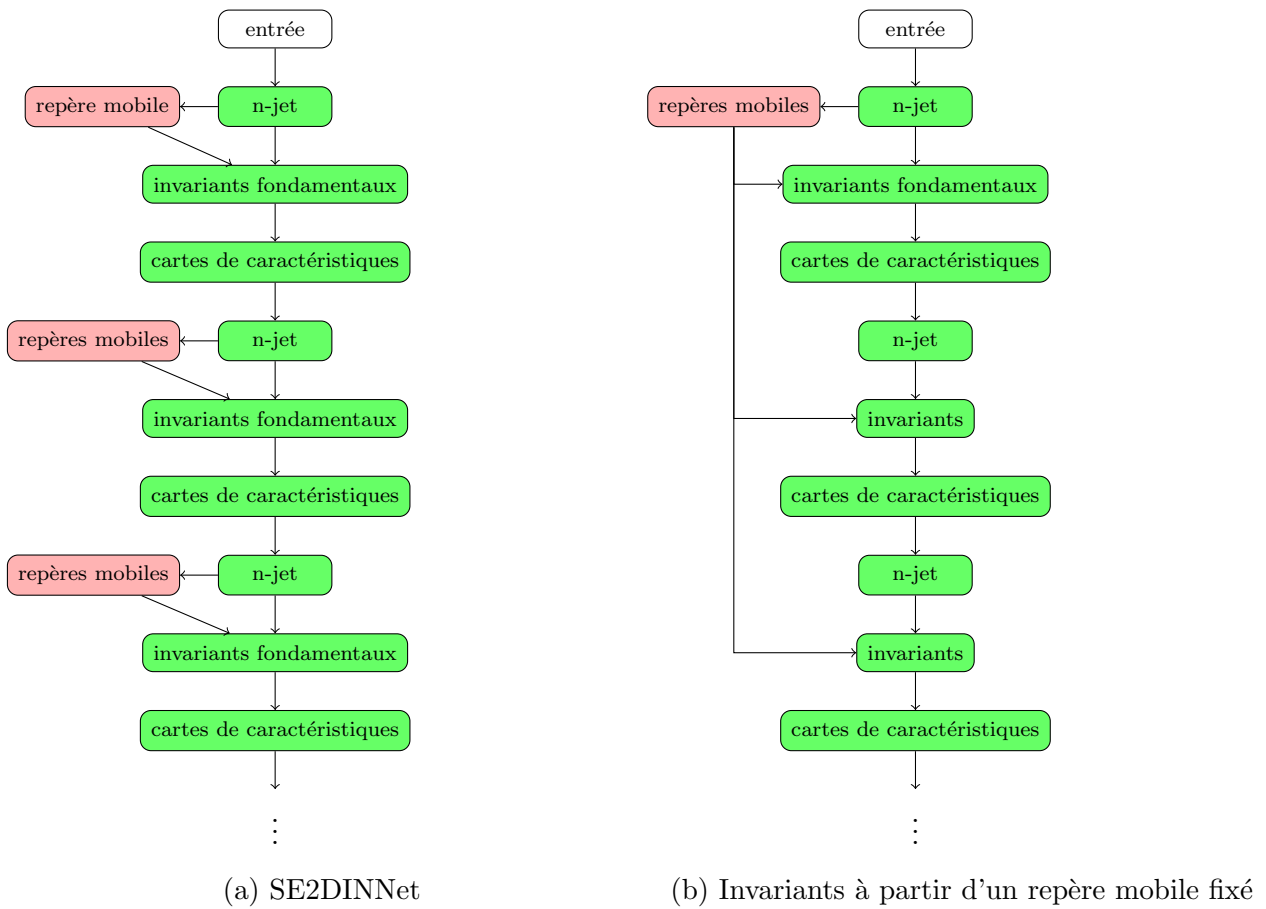 entrée
repère mobile
n-jet
invariants fondamentaux
cartes de caractéristiques
repères mobiles
n-jet
invariants fondamentaux
cartes de caractéristiques
repères mobiles
n-jet
invariants fondamentaux
cartes de caractéristiques
⋮
(a) SE2DINNet
entrée
repères mobiles
n-jet
invariants fondamentaux
cartes de caractéristiques
n-jet
invariants
cartes de caractéristiques
n-jet
invariants
cartes de caractéristiques
⋮
(b) Invariants à partir d'un repère mobile fixé